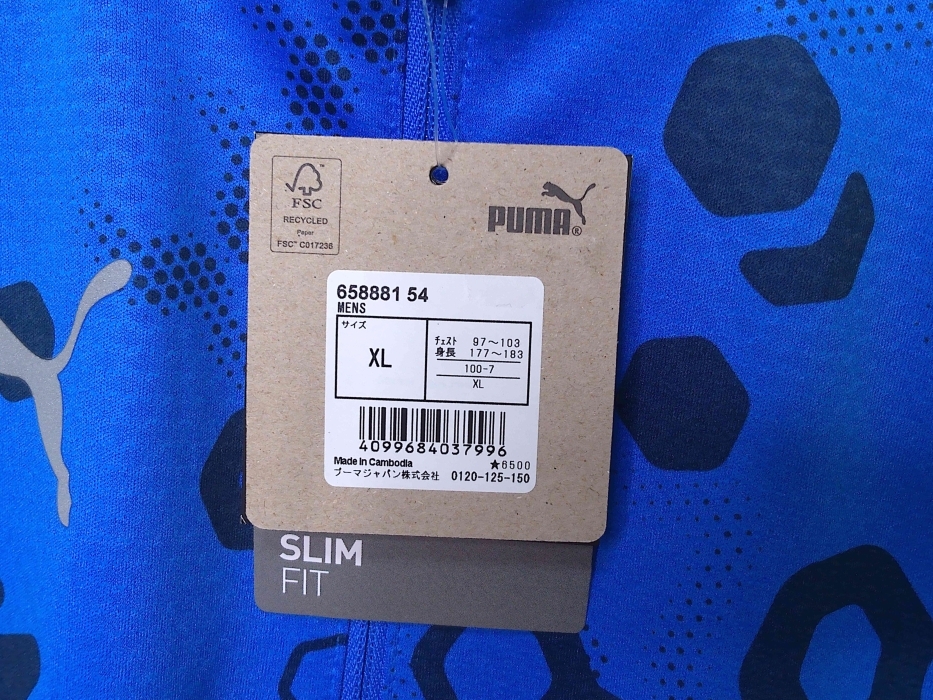 FSC
RECYCLED
Paper
FSC™ C017236
PUMA®
658881 54
MENS
サイズ
XL
チェスト 97～103
身長 177～183
100-7
XL
4099684037996
Made in Cambodia
★6500
プーマジャパン株式会社 0120-125-150
SLIM
FIT